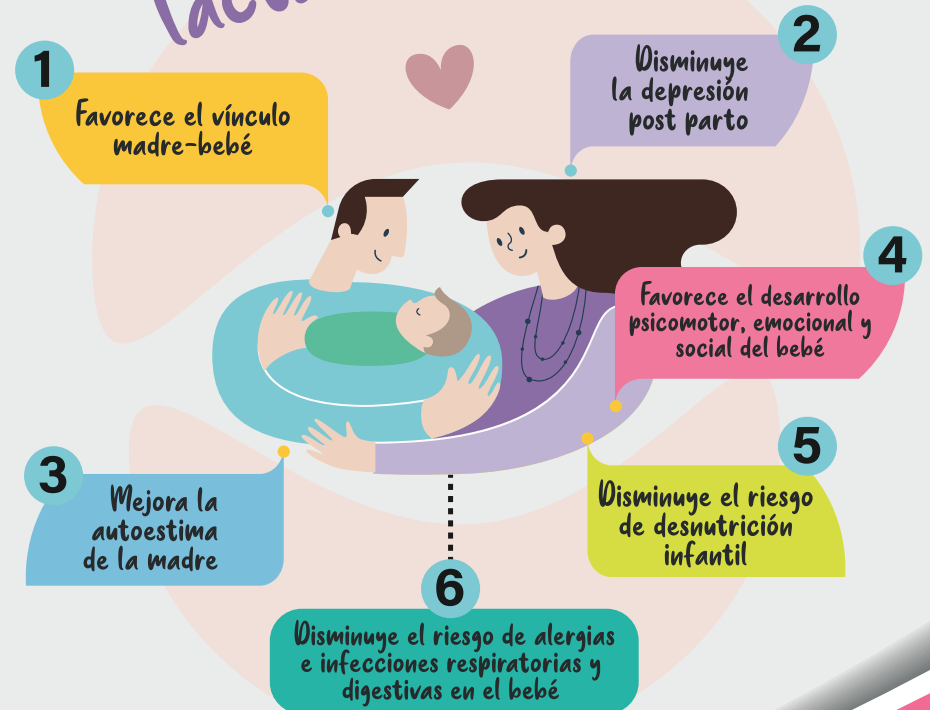 1
Favorece el vínculo
madre-bebé
2
Disminuye
la depresión
post parto
3
Mejora la
autoestima
de la madre
4
Favorece el desarrollo
psicomotor, emocional y
social del bebé
5
Disminuye el riesgo
de desnutrición
infantil
6
Disminuye el riesgo de alergias
e infecciones respiratorias y
digestivas en el bebé